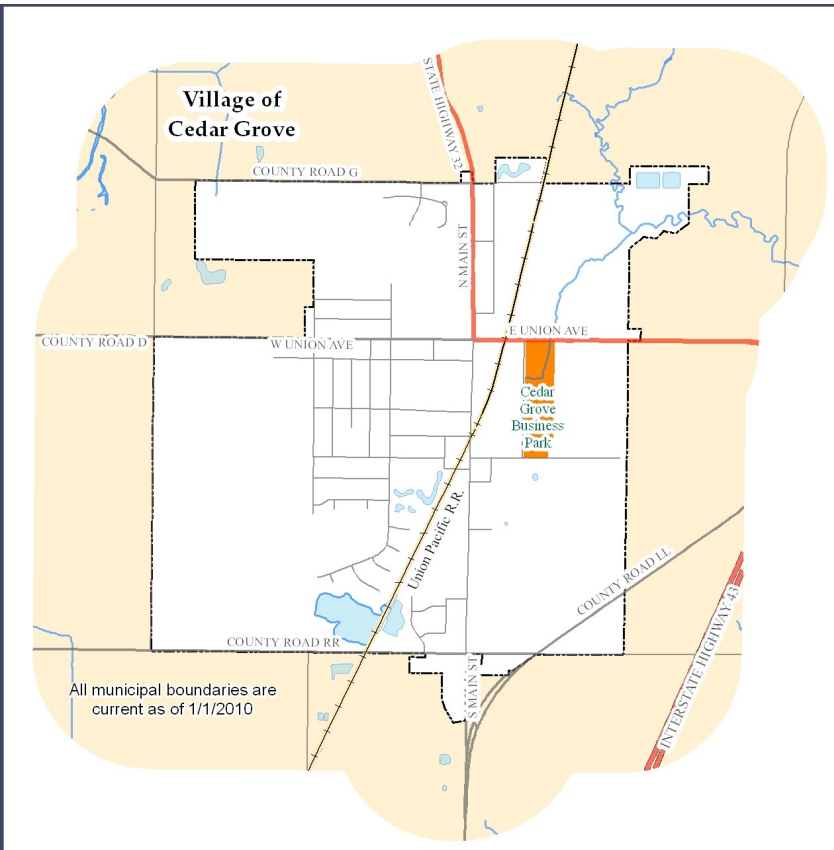 Village of
Cedar Grove
STATE HIGHWAY 32
COUNTY ROAD G
N MAIN ST
E UNION AVE
COUNTY ROAD D
W UNION AVE
Cedar
Grove
Business
Park
Union Pacific R.R.
COUNTY ROAD LL
INTERSTATE HIGHWAY 43
COUNTY ROAD RR
S MAIN ST
All municipal boundaries are
current as of 1/1/2010